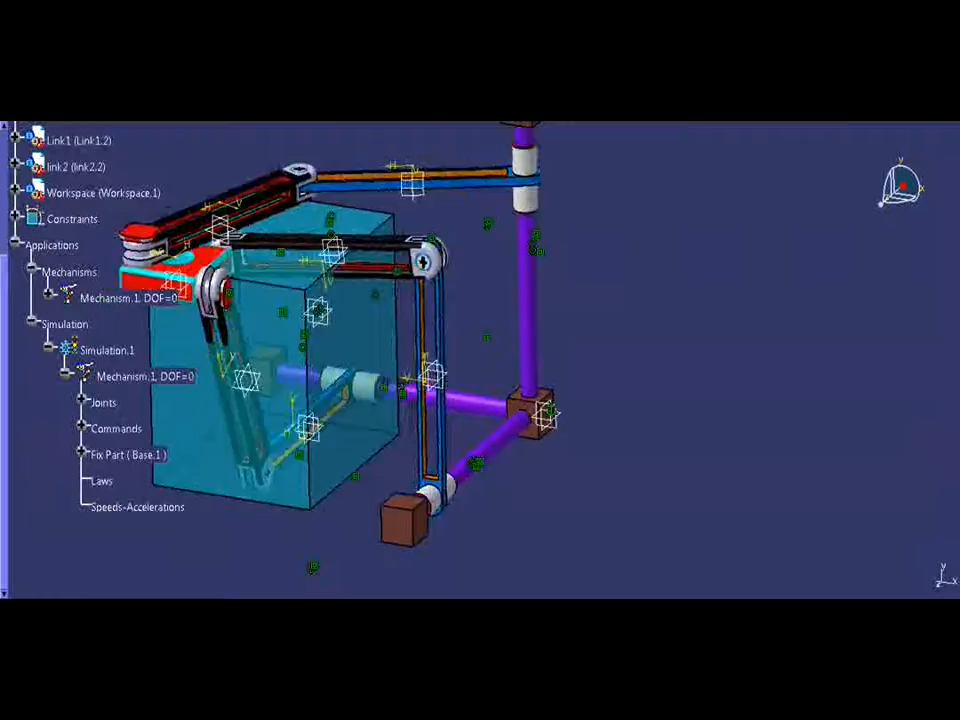 Link1 (Link1.2)
link2 (link2.2)
Workspace (Workspace.1)
Constraints
Applications
Mechanisms
Mechanism.1, DOF=0
Simulation
Simulation.1
Mechanism.1, DOF=0
Joints
Commands
Fix Part ( Base.1 )
Laws
Speeds-Accelerations